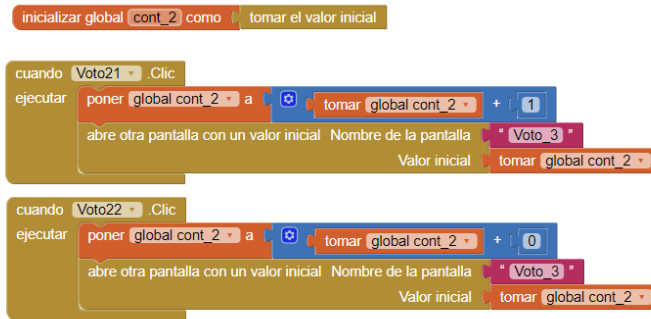 inicializar global cont_2 como tomar el valor inicial
cuando Voto21 .Clic
ejecutar poner global cont_2 a tomar global cont_2 + 1
abre otra pantalla con un valor inicial Nombre de la pantalla " Voto_3 "
Valor inicial tomar global cont_2
cuando Voto22 .Clic
ejecutar poner global cont_2 a tomar global cont_2 + 0
abre otra pantalla con un valor inicial Nombre de la pantalla " Voto_3 "
Valor inicial tomar global cont_2